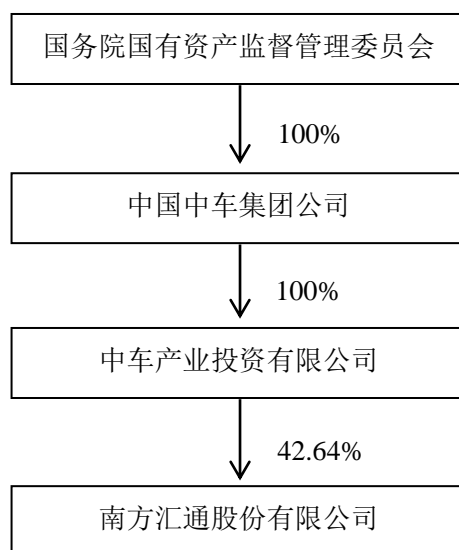 国务院国有资产监督管理委员会
100%
中国中车集团公司
100%
中车产业投资有限公司
42.64%
南方汇通股份有限公司